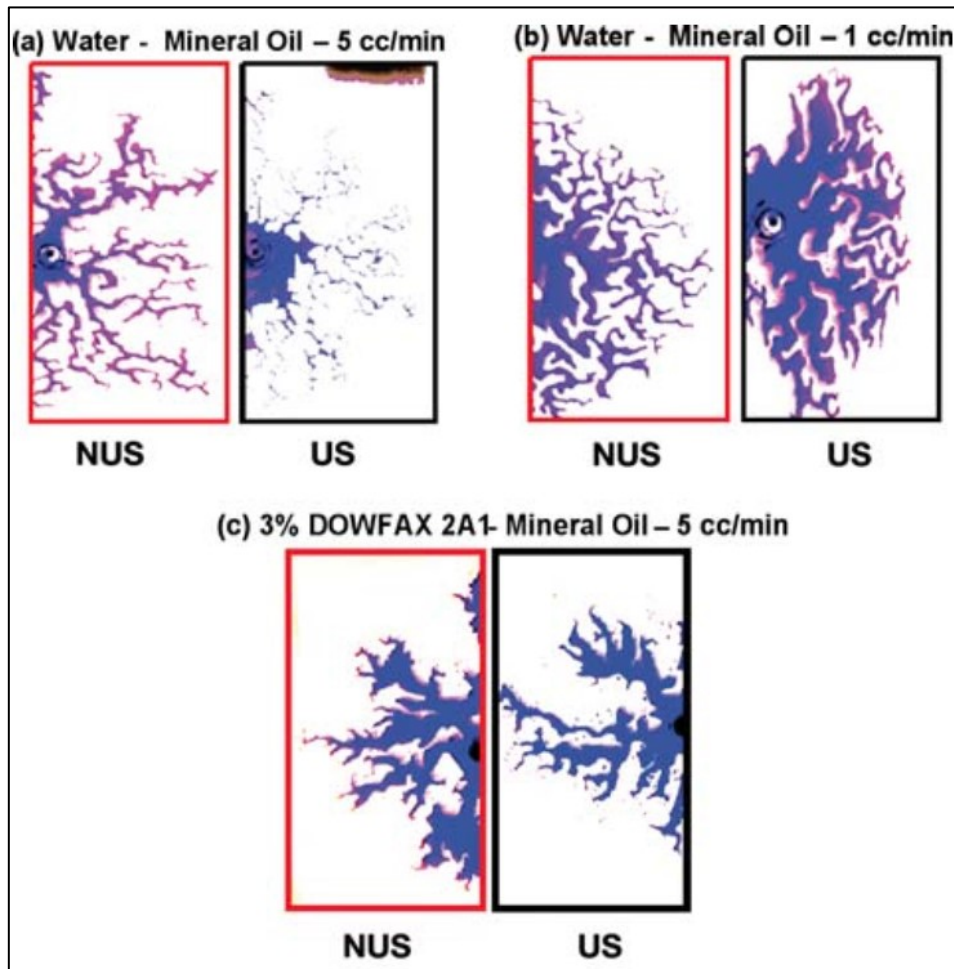 (a) Water - Mineral Oil – 5 cc/min
(b) Water - Mineral Oil – 1 cc/min
NUS
US
NUS
US
(c) 3% DOWFAX 2A1- Mineral Oil – 5 cc/min
NUS
US